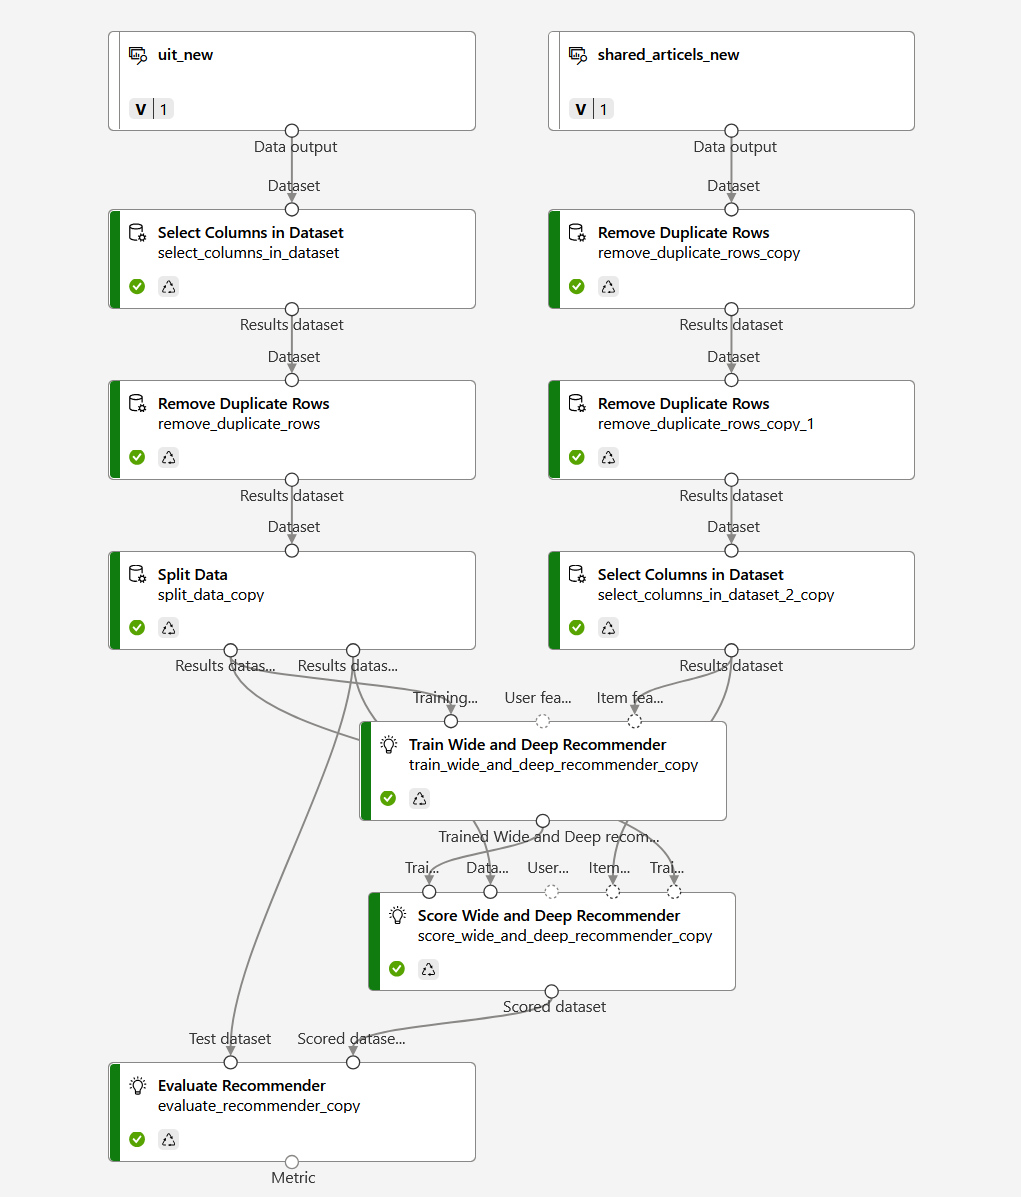 uit_new
V 1
Data output
shared_articels_new
V 1
Data output
Dataset
Select Columns in Dataset
select_columns_in_dataset
Results dataset
Dataset
Remove Duplicate Rows
remove_duplicate_rows_copy
Results dataset
Dataset
Remove Duplicate Rows
remove_duplicate_rows
Results dataset
Dataset
Remove Duplicate Rows
remove_duplicate_rows_copy_1
Results dataset
Dataset
Split Data
split_data_copy
Results datas...
Results datas...
Dataset
Select Columns in Dataset
select_columns_in_dataset_2_copy
Results dataset
Training...
User fea...
Item fea...
Train Wide and Deep Recommender
train_wide_and_deep_recommender_copy
Trained Wide and Deep recom...
Trai...
Data...
User...
Item...
Trai...
Score Wide and Deep Recommender
score_wide_and_deep_recommender_copy
Scored dataset
Test dataset
Scored datase...
Evaluate Recommender
evaluate_recommender_copy
Metric